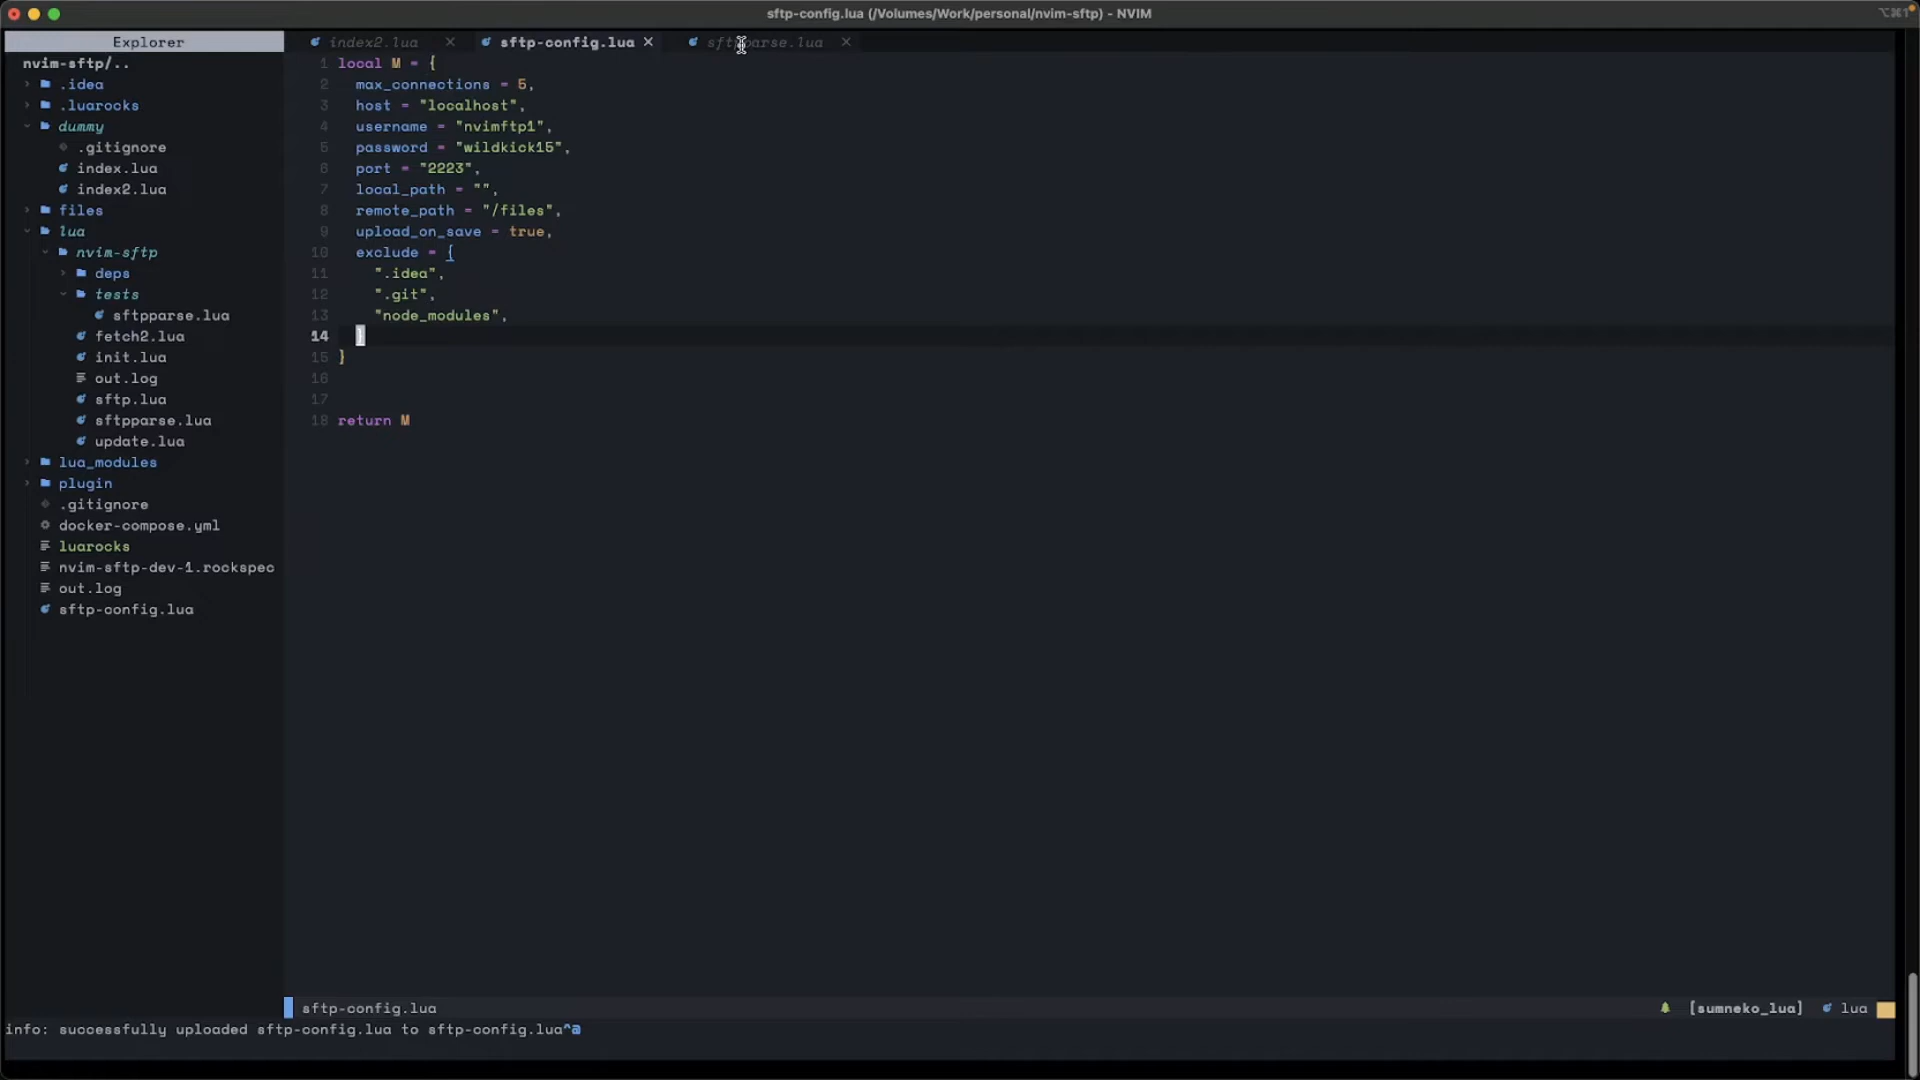 sftp-config.lua (/Volumes/Work/personal/nvim-sftp) - NVIM
Explorer
index2.lua
sftp-config.lua
nvim-sftp/..
.idea
.luarocks
dummy
.gitignore
index.lua
index2.lua
files
lua
nvim-sftp
deps
tests
sftpparse.lua
fetch2.lua
init.lua
out.log
sftp.lua
sftpparse.lua
update.lua
lua_modules
plugin
.gitignore
docker-compose.yml
luarocks
nvim-sftp-dev-1.rockspec
out.log
sftp-config.lua
1 local M = {
2 max_connections = 5,
3 host = "localhost",
4 username = "nvimftp1",
5 password = "wildkick15",
6 port = "2223",
7 local_path = "",
8 remote_path = "/files",
9 upload_on_save = true,
10 exclude = {
11 ".idea",
12 ".git",
13 "node_modules",
14 }
15 }
16
17
18 return M
sftp-config.lua
[sumneko_lua] lua
info: successfully uploaded sftp-config.lua to sftp-config.lua^@